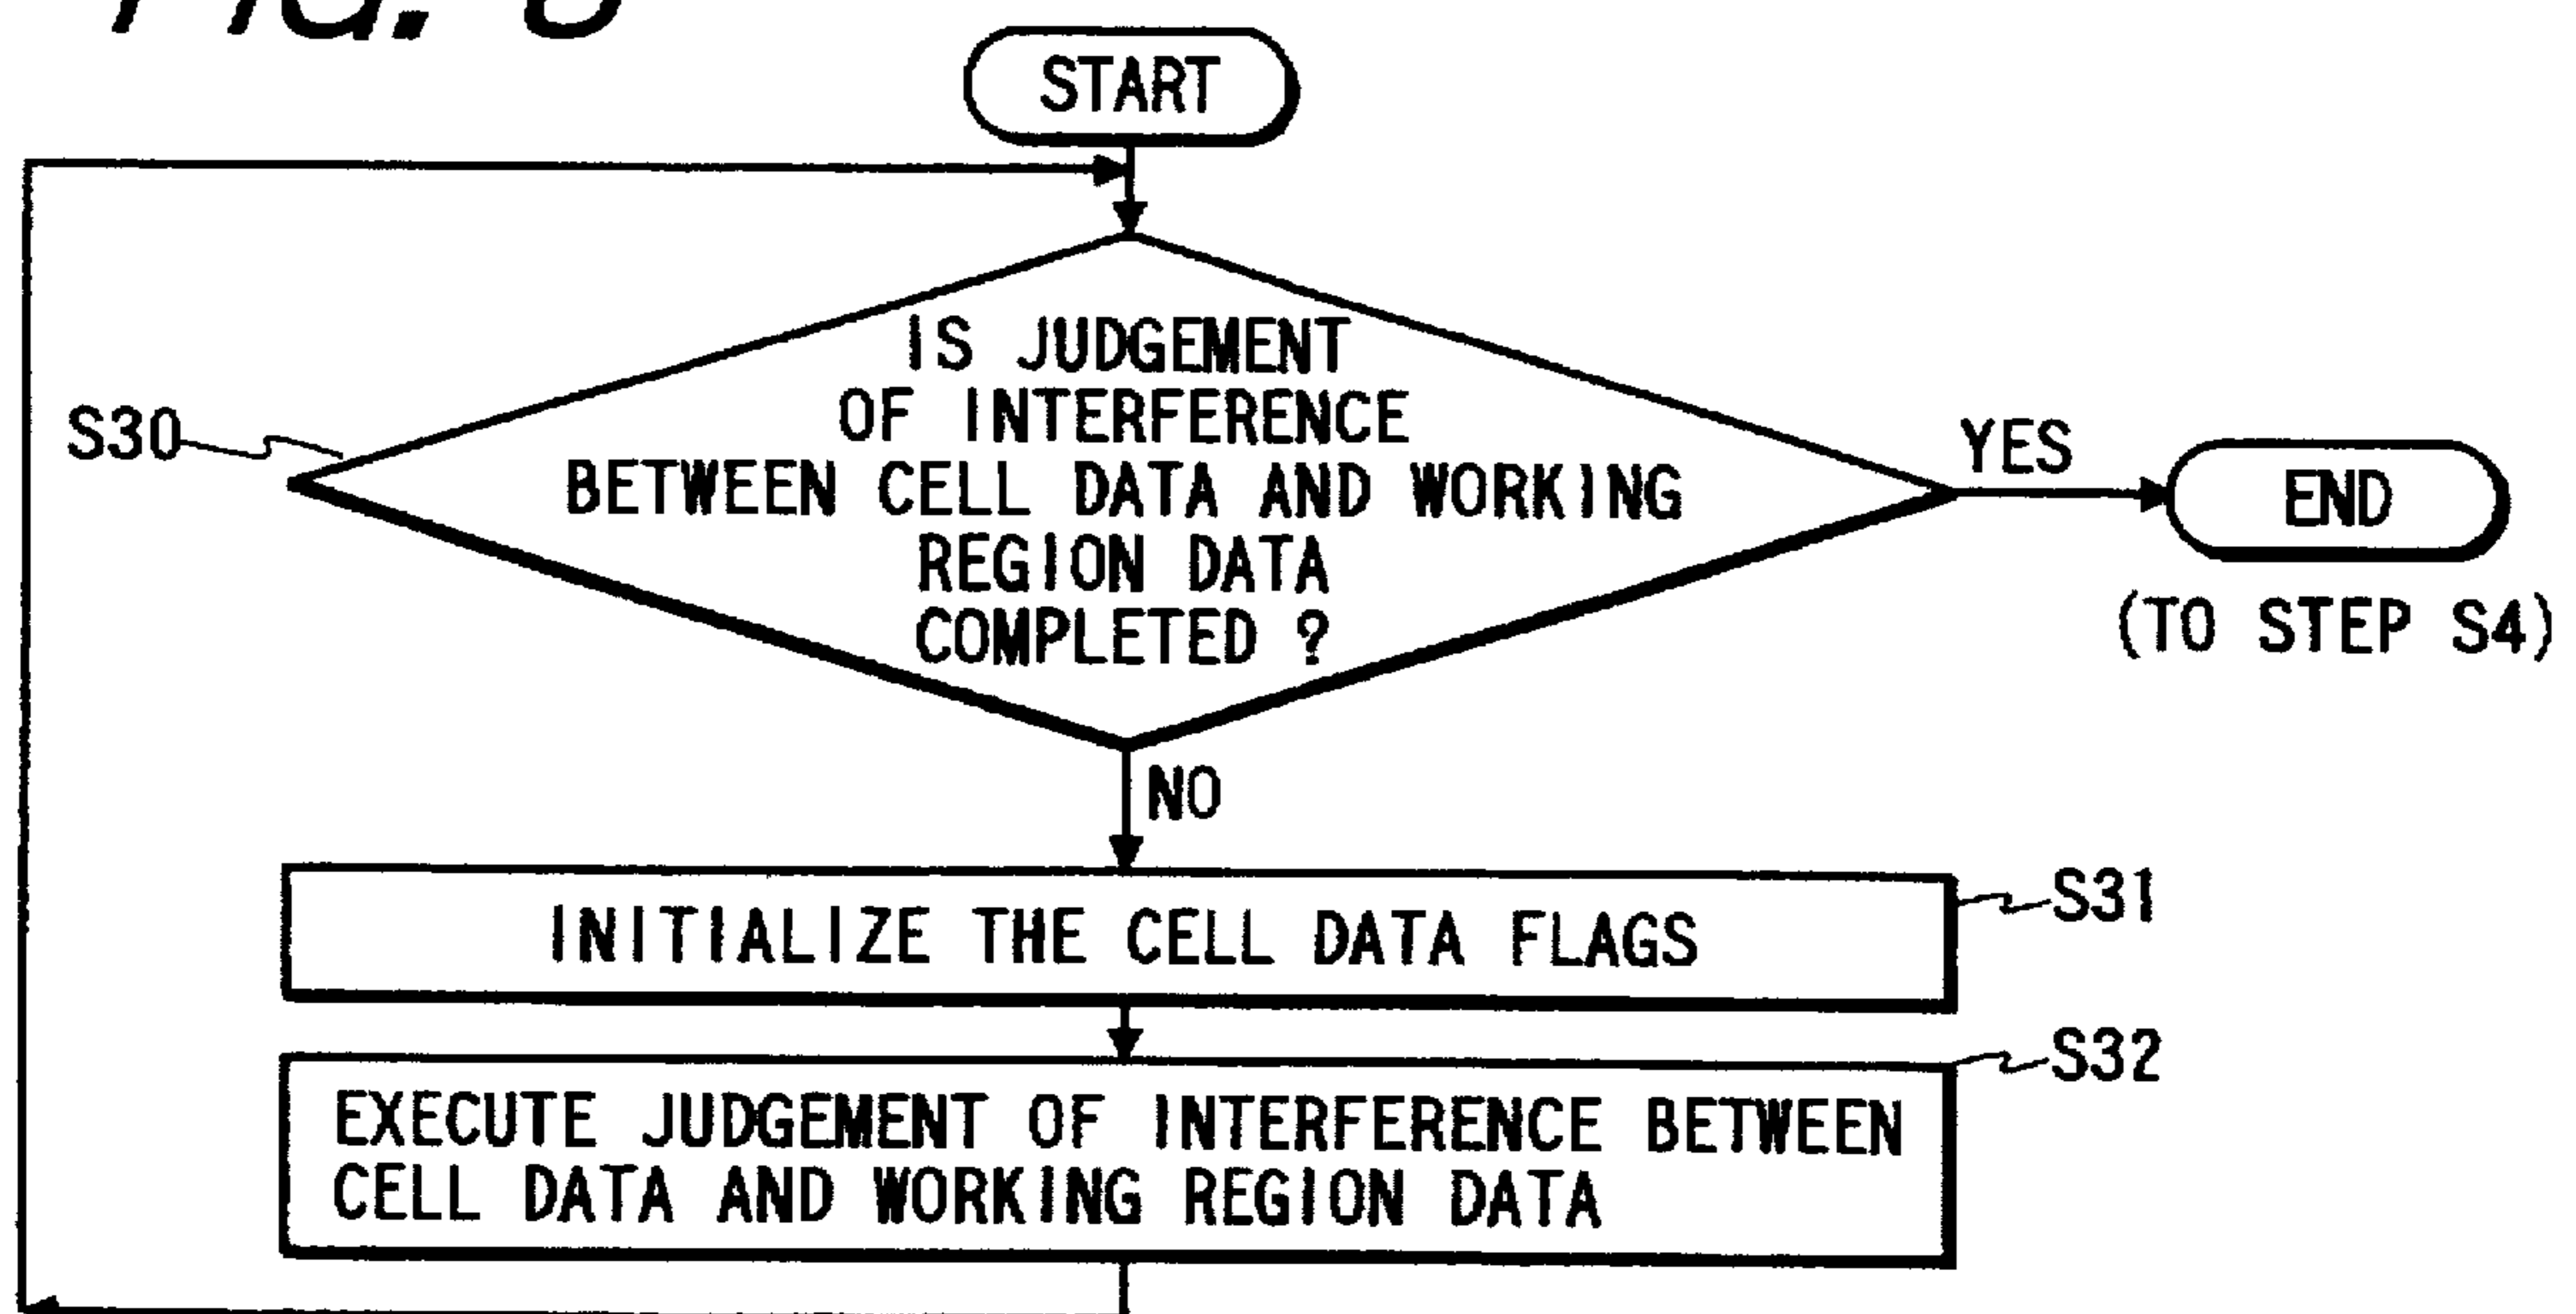 START
IS JUDGEMENT
OF INTERFERENCE
BETWEEN CELL DATA AND WORKING
REGION DATA
COMPLETED ?
S30
YES
END
(TO STEP S4)
NO
INITIALIZE THE CELL DATA FLAGS
S31
S32
EXECUTE JUDGEMENT OF INTERFERENCE BETWEEN
CELL DATA AND WORKING REGION DATA